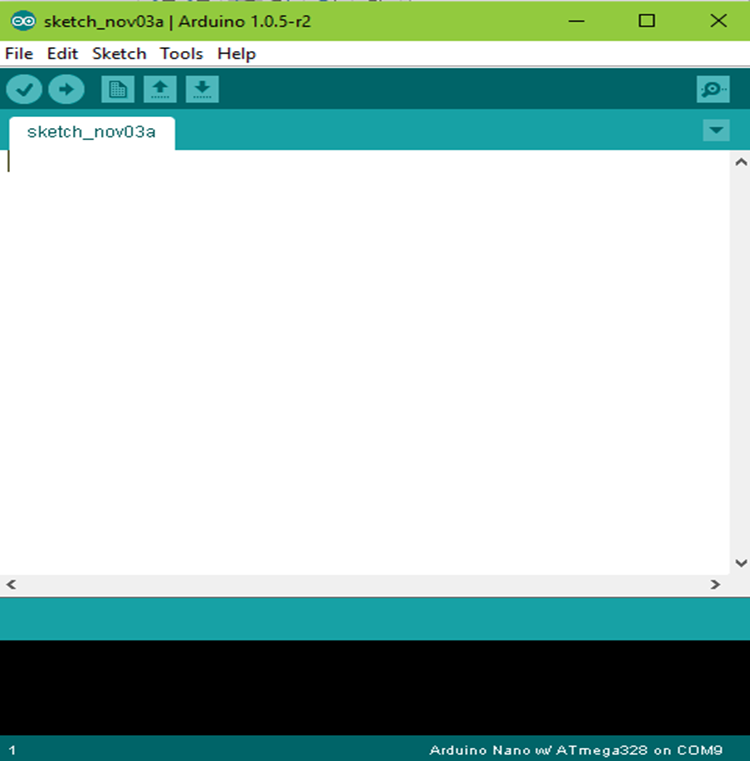 sketch_nov03a | Arduino 1.0.5-r2
File Edit Sketch Tools Help
sketch_nov03a
1
Arduino Nano w/ ATmega328 on COM9